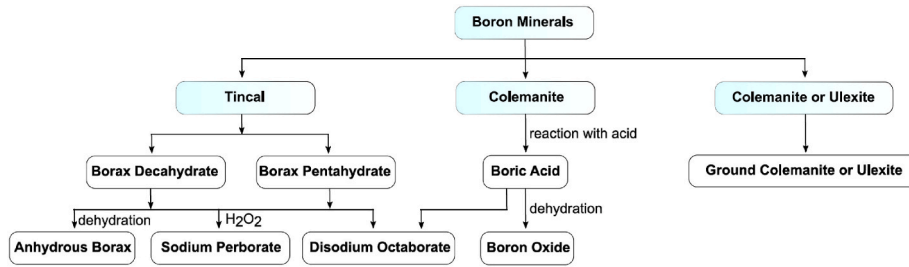 Boron Minerals
Tincal
Colemanite
Colemanite or Ulexite
reaction with acid
Borax Decahydrate
Borax Pentahydrate
Boric Acid
Ground Colemanite or Ulexite
dehydration
H₂O₂
dehydration
Anhydrous Borax
Sodium Perborate
Disodium Octaborate
Boron Oxide